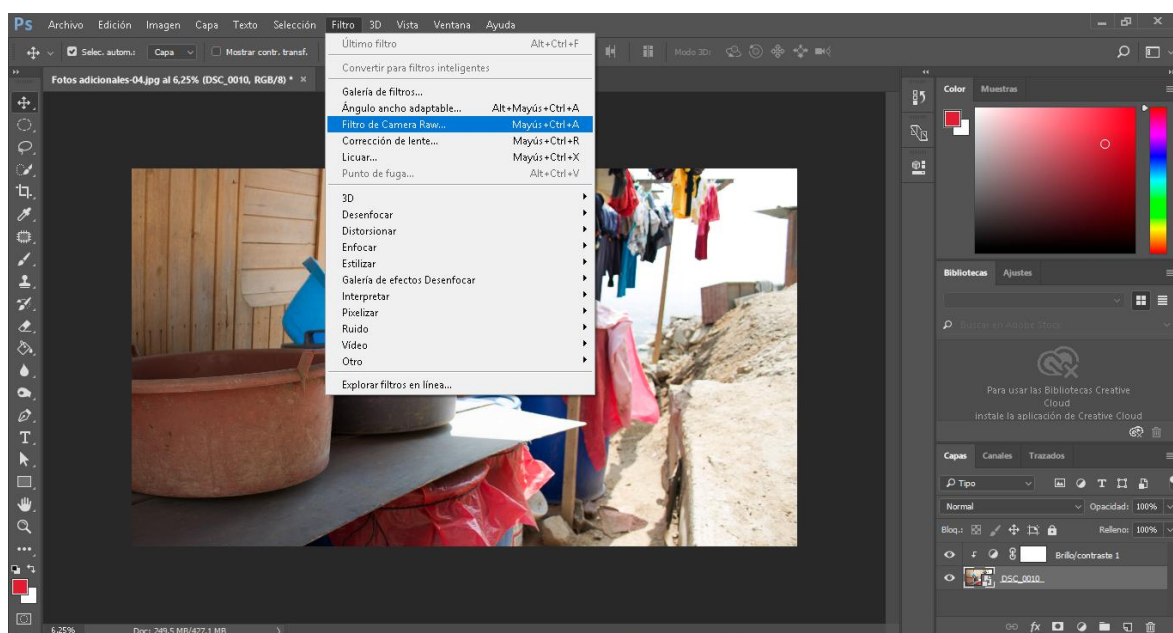 Ps Archivo Edición Imagen Capa Texto Selección Filtro 3D Vista Ventana Ayuda
Selec. autom.: Capa Mostrar contr. transf. Modo 3D:
Fotos adicionales-04.jpg al 6,25% (DSC_0010, RGB/8) * ×
Último filtro Alt+Ctrl+F
Convertir para filtros inteligentes
Galería de filtros...
Ángulo ancho adaptable... Alt+Mayús+Ctrl+A
Filtro de Camera Raw... Mayús+Ctrl+A
Corrección de lente... Mayús+Ctrl+R
Licuar... Mayús+Ctrl+X
Punto de fuga... Alt+Ctrl+V
3D
Desenfocar
Distorsionar
Enfocar
Estilizar
Galería de efectos Desenfocar
Interpretar
Pixelizar
Ruido
Vídeo
Otro
Explorar filtros en línea...
Color Muestras
Bibliotecas Ajustes
Buscar en Adobe Stock
Para usar las Bibliotecas Creative
Cloud
instale la aplicación de Creative Cloud
Capas Canales Trazados
Tipo
Normal Opacidad: 100%
Bloq.: Relleno: 100%
Brillo/contraste 1
DSC_0010
fx
6,25% Doc: 249,5 MB/427,1 MB